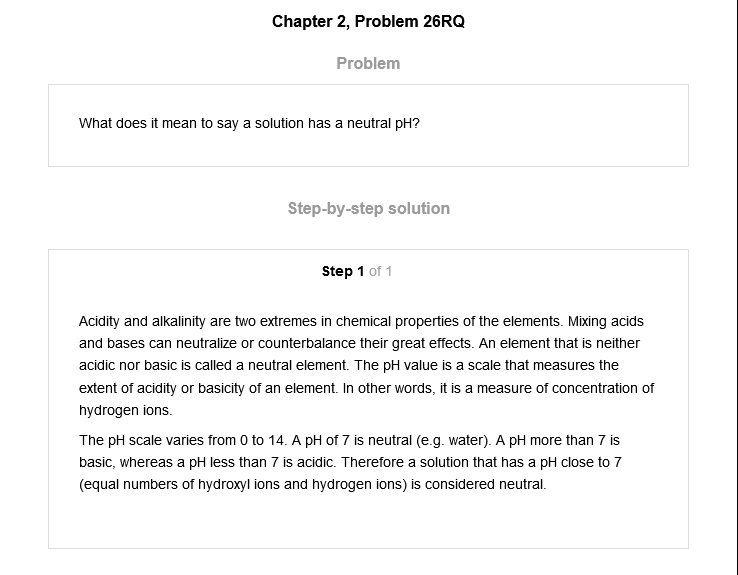 Chapter 2, Problem 26RQ
Problem
What does it mean to say a solution has a neutral pH?
Step-by-step solution
Step 1 of 1
Acidity and alkalinity are two extremes in chemical properties of the elements. Mixing acids
and bases can neutralize or counterbalance their great effects. An element that is neither
acidic nor basic is called a neutral element. The pH value is a scale that measures the
extent of acidity or basicity of an element. In other words, it is a measure of concentration of
hydrogen ions.
The pH scale varies from 0 to 14. A pH of 7 is neutral (e.g. water). A pH more than 7 is
basic, whereas a pH less than 7 is acidic. Therefore a solution that has a pH close to 7
(equal numbers of hydroxyl ions and hydrogen ions) is considered neutral.